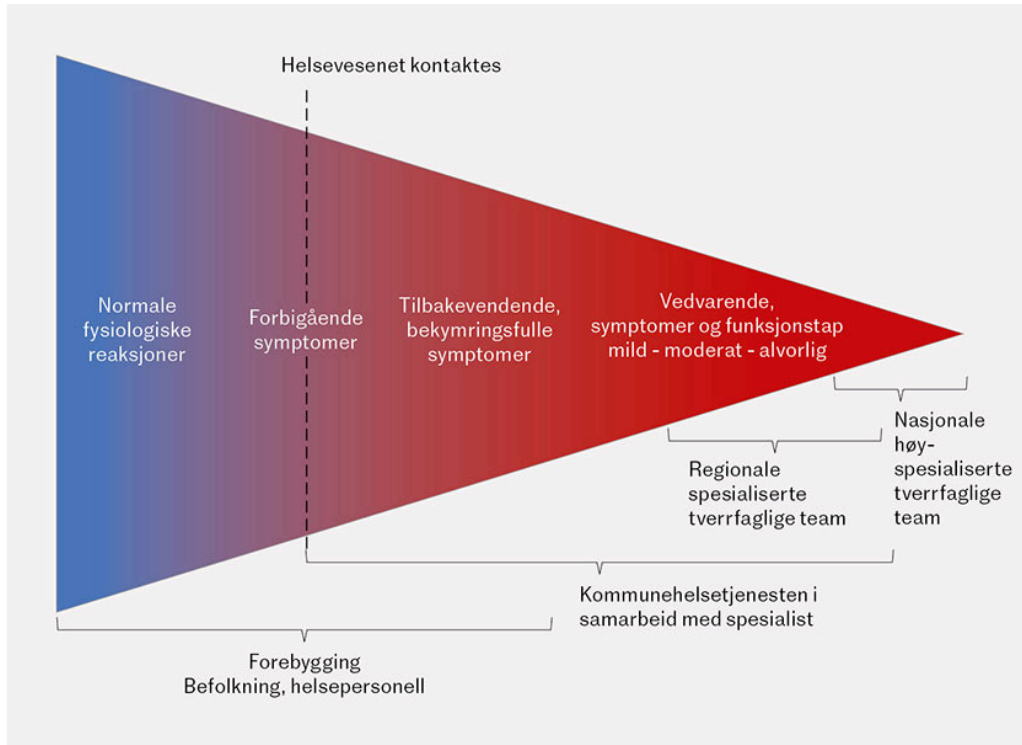 Helsevesenet kontaktes
Normale
fysiologiske
reaksjoner
Forbigående
symptomer
Tilbakevendende,
bekymringsfulle
symptomer
Vedvarende,
symptomer og funksjonstap
mild - moderat - alvorlig
Nasjonale
høy-
spesialiserte
tverrfaglige
team
Regionale
spesialiserte
tverrfaglige team
Kommunehelsetjenesten i
samarbeid med spesialist
Forebygging
Befolkning, helsepersonell